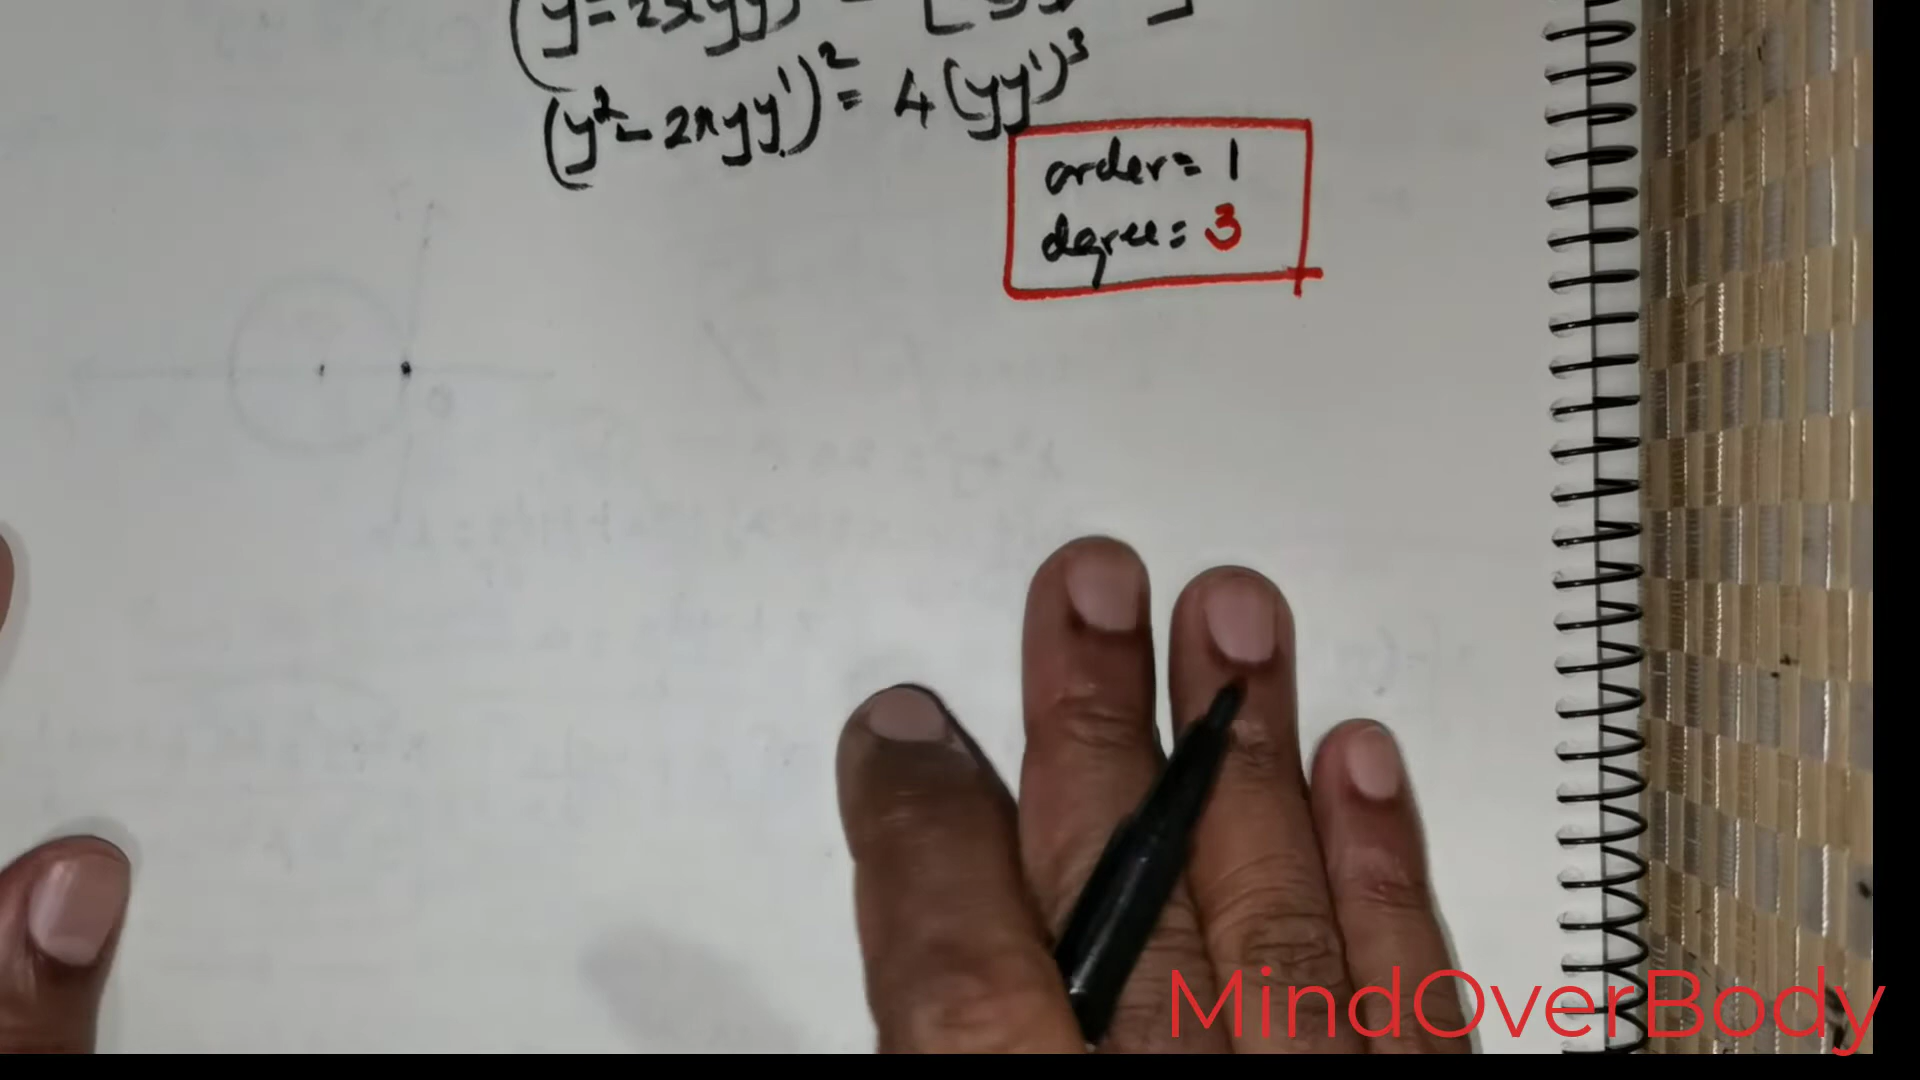 (y²- 2xyy')² = 4(yy')³
order = 1
degree = 3
MindOverBody